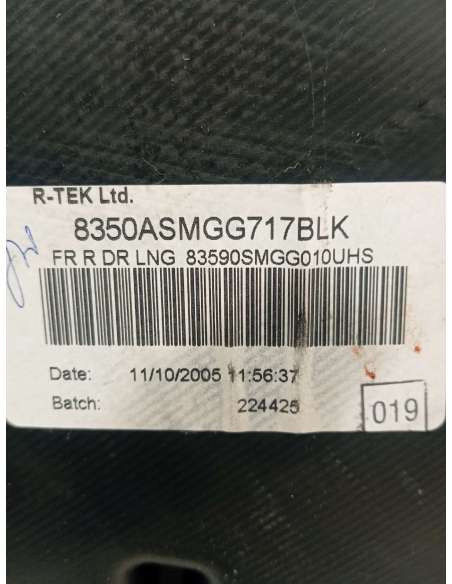 R-TEK Ltd.
8350ASMGG717BLK
FR R DR LNG 83590SMGG010UHS
Date: 11/10/2005 11:56:37
Batch: 224425
019